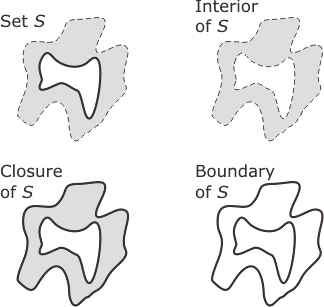 Set S
Interior
of S
Closure
of S
Boundary
of S